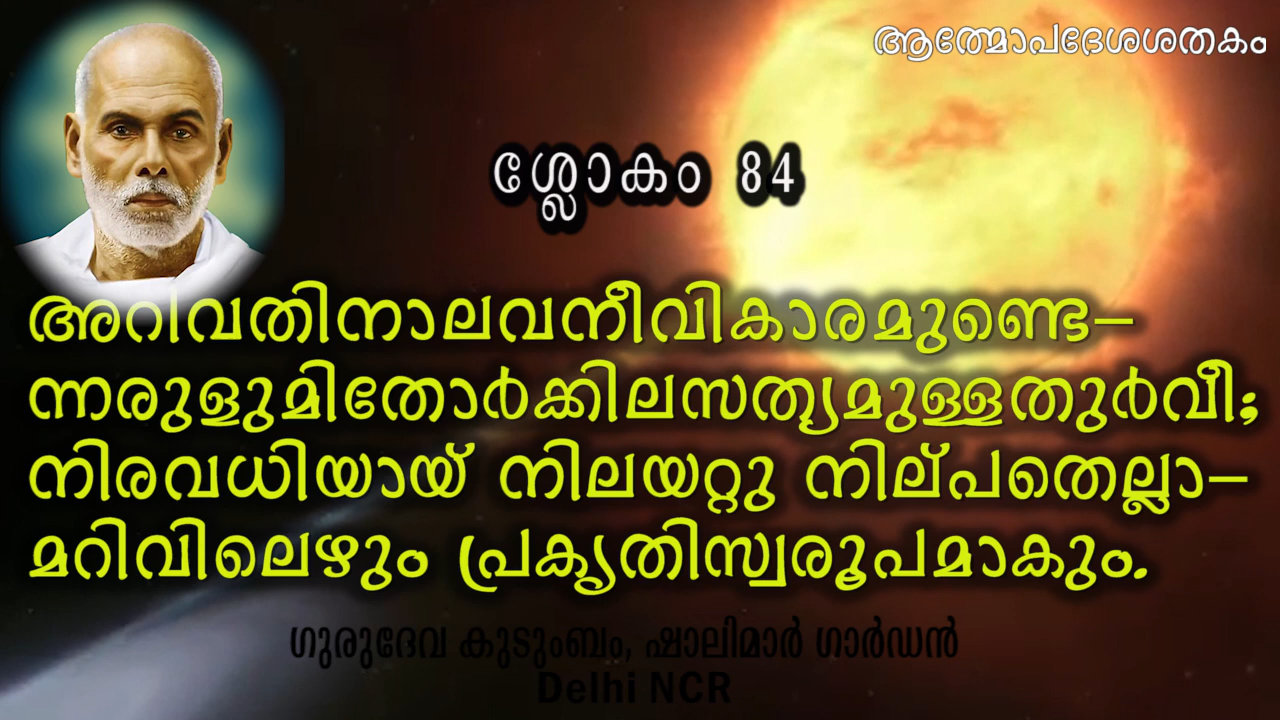 ആത്മോപദേശശതകം
ശ്ലോകം 84
അറിവതിനാലവനീവികാരമുണ്ടെ–
ന്നരുളുമിതോർക്കിലസത്യമുള്ളതുർവീ;
നിരവധിയായ് നിലയറ്റു നില്പതെല്ലാ–
മറിവിലെഴും പ്രകൃതിസ്വരൂപമാകും.
ഗുരുദേവ കുടുംബം, ഷാലിമാർ ഗാർഡൻ
Delhi NCR